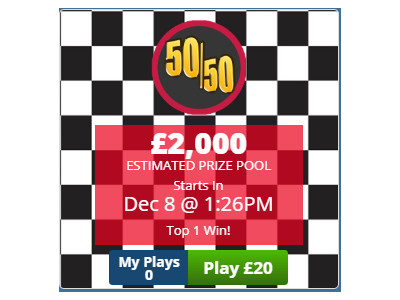 50/50
£2,000
ESTIMATED PRIZE POOL
Starts In
Dec 8 @ 1:26PM
Top 1 Win!
My Plays
0
Play £20